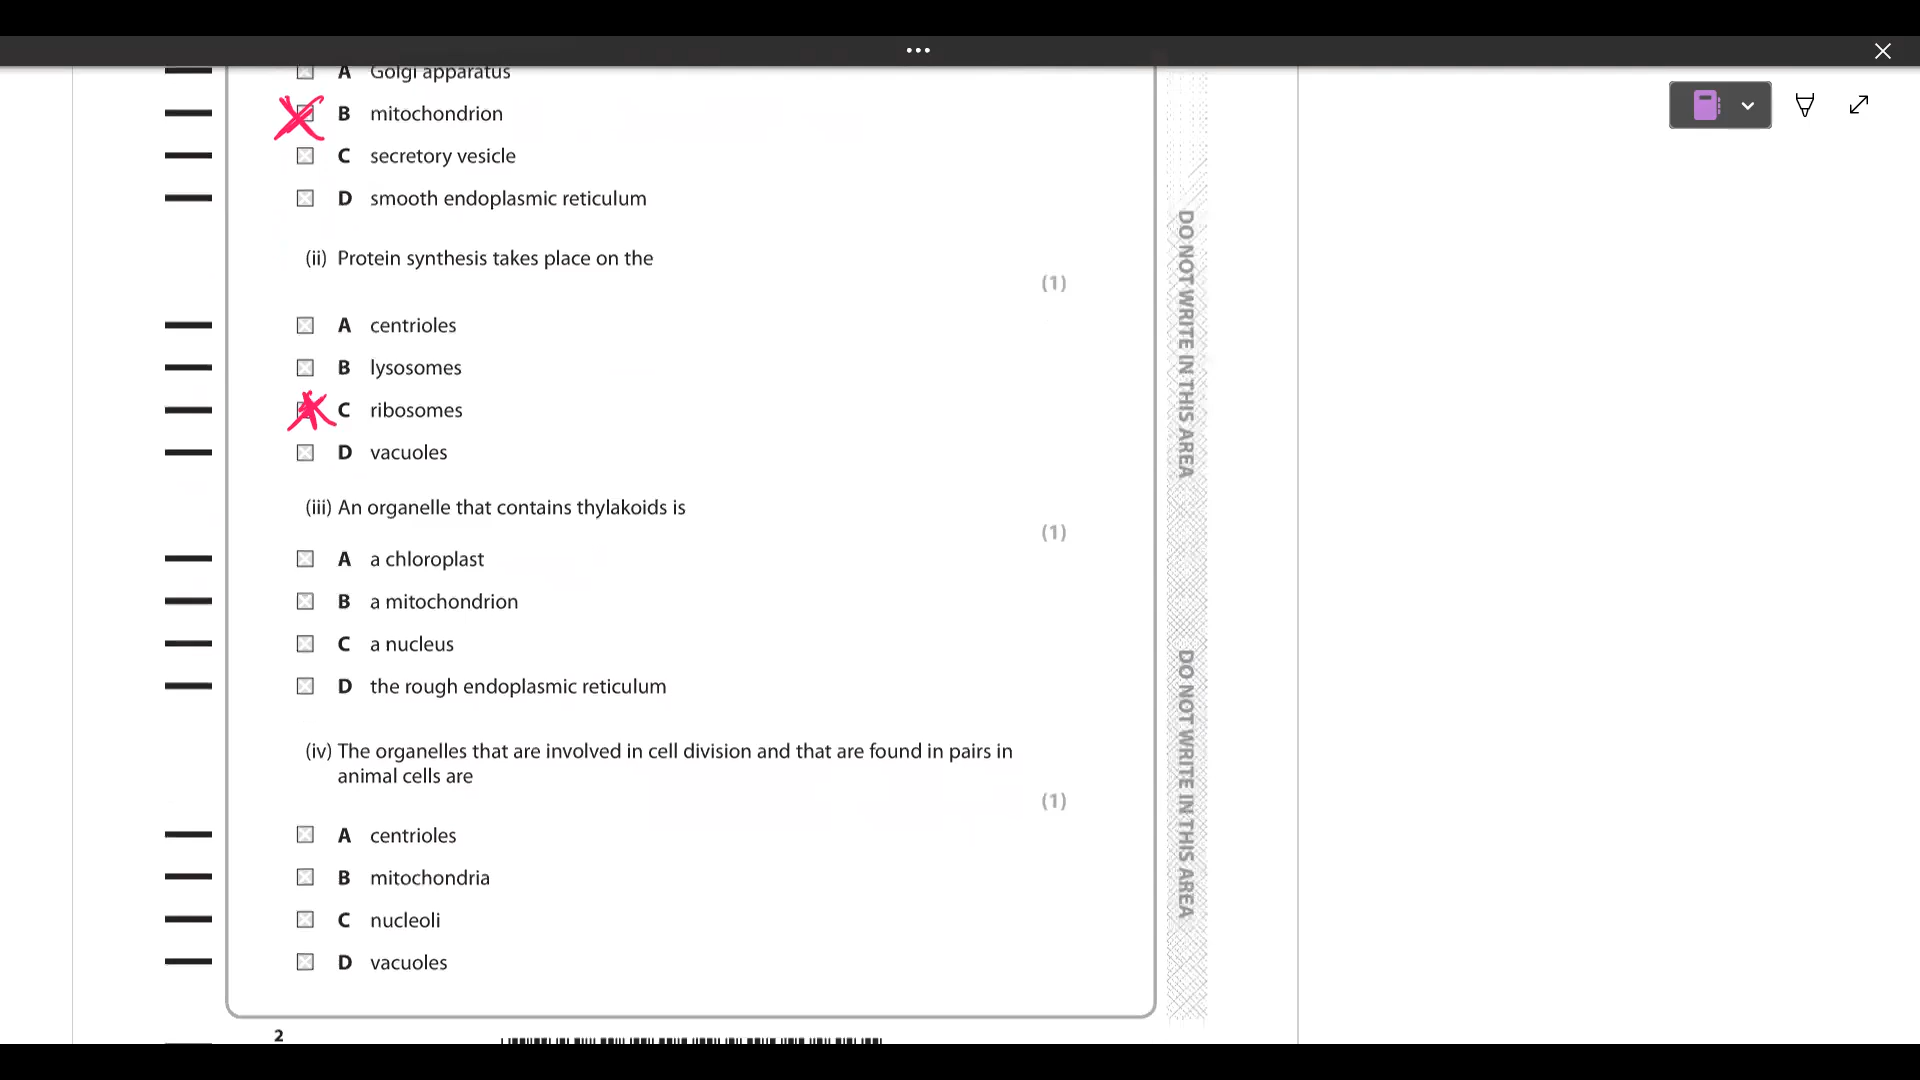 A Golgi apparatus
B mitochondrion
C secretory vesicle
D smooth endoplasmic reticulum
(ii) Protein synthesis takes place on the
(1)
A centrioles
B lysosomes
C ribosomes
D vacuoles
(iii) An organelle that contains thylakoids is
(1)
A a chloroplast
B a mitochondrion
C a nucleus
D the rough endoplasmic reticulum
(iv) The organelles that are involved in cell division and that are found in pairs in
animal cells are
(1)
A centrioles
B mitochondria
C nucleoli
D vacuoles
2
DO NOT WRITE IN THIS AREA
DO NOT WRITE IN THIS AREA